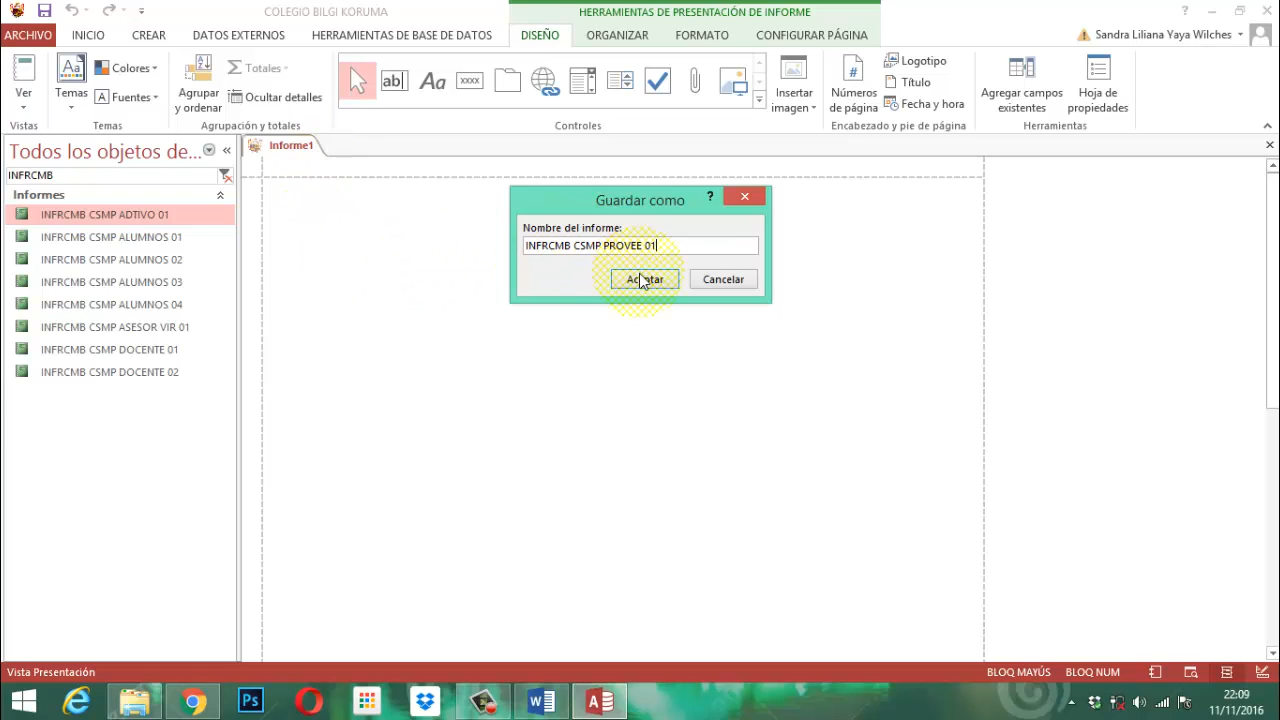 COLEGIO BILGI KORUMA
HERRAMIENTAS DE PRESENTACIÓN DE INFORME
ARCHIVO
INICIO
CREAR
DATOS EXTERNOS
HERRAMIENTAS DE BASE DE DATOS
DISEÑO
ORGANIZAR
FORMATO
CONFIGURAR PÁGINA
Sandra Liliana Yaya Wilches
Ver
Temas
Aa
Colores
Fuentes
Agrupar y ordenar
Totales
Ocultar detalles
ab
Aa
xxxx
Insertar imagen
Números de página
Logotipo
Título
Fecha y hora
Agregar campos existentes
Hoja de propiedades
Vistas
Temas
Agrupación y totales
Controles
Encabezado y pie de página
Herramientas
Todos los objetos de...
Informe1
INFRCMB
Informes
INFRCMB CSMP ADTIVO 01
INFRCMB CSMP ALUMNOS 01
INFRCMB CSMP ALUMNOS 02
INFRCMB CSMP ALUMNOS 03
INFRCMB CSMP ALUMNOS 04
INFRCMB CSMP ASESOR VIR 01
INFRCMB CSMP DOCENTE 01
INFRCMB CSMP DOCENTE 02
Guardar como
?
Nombre del informe:
INFRCMB CSMP PROVEE 01
Aceptar
Cancelar
Vista Presentación
BLOQ MAYÚS
BLOQ NUM
Ps
22:09
11/11/2016